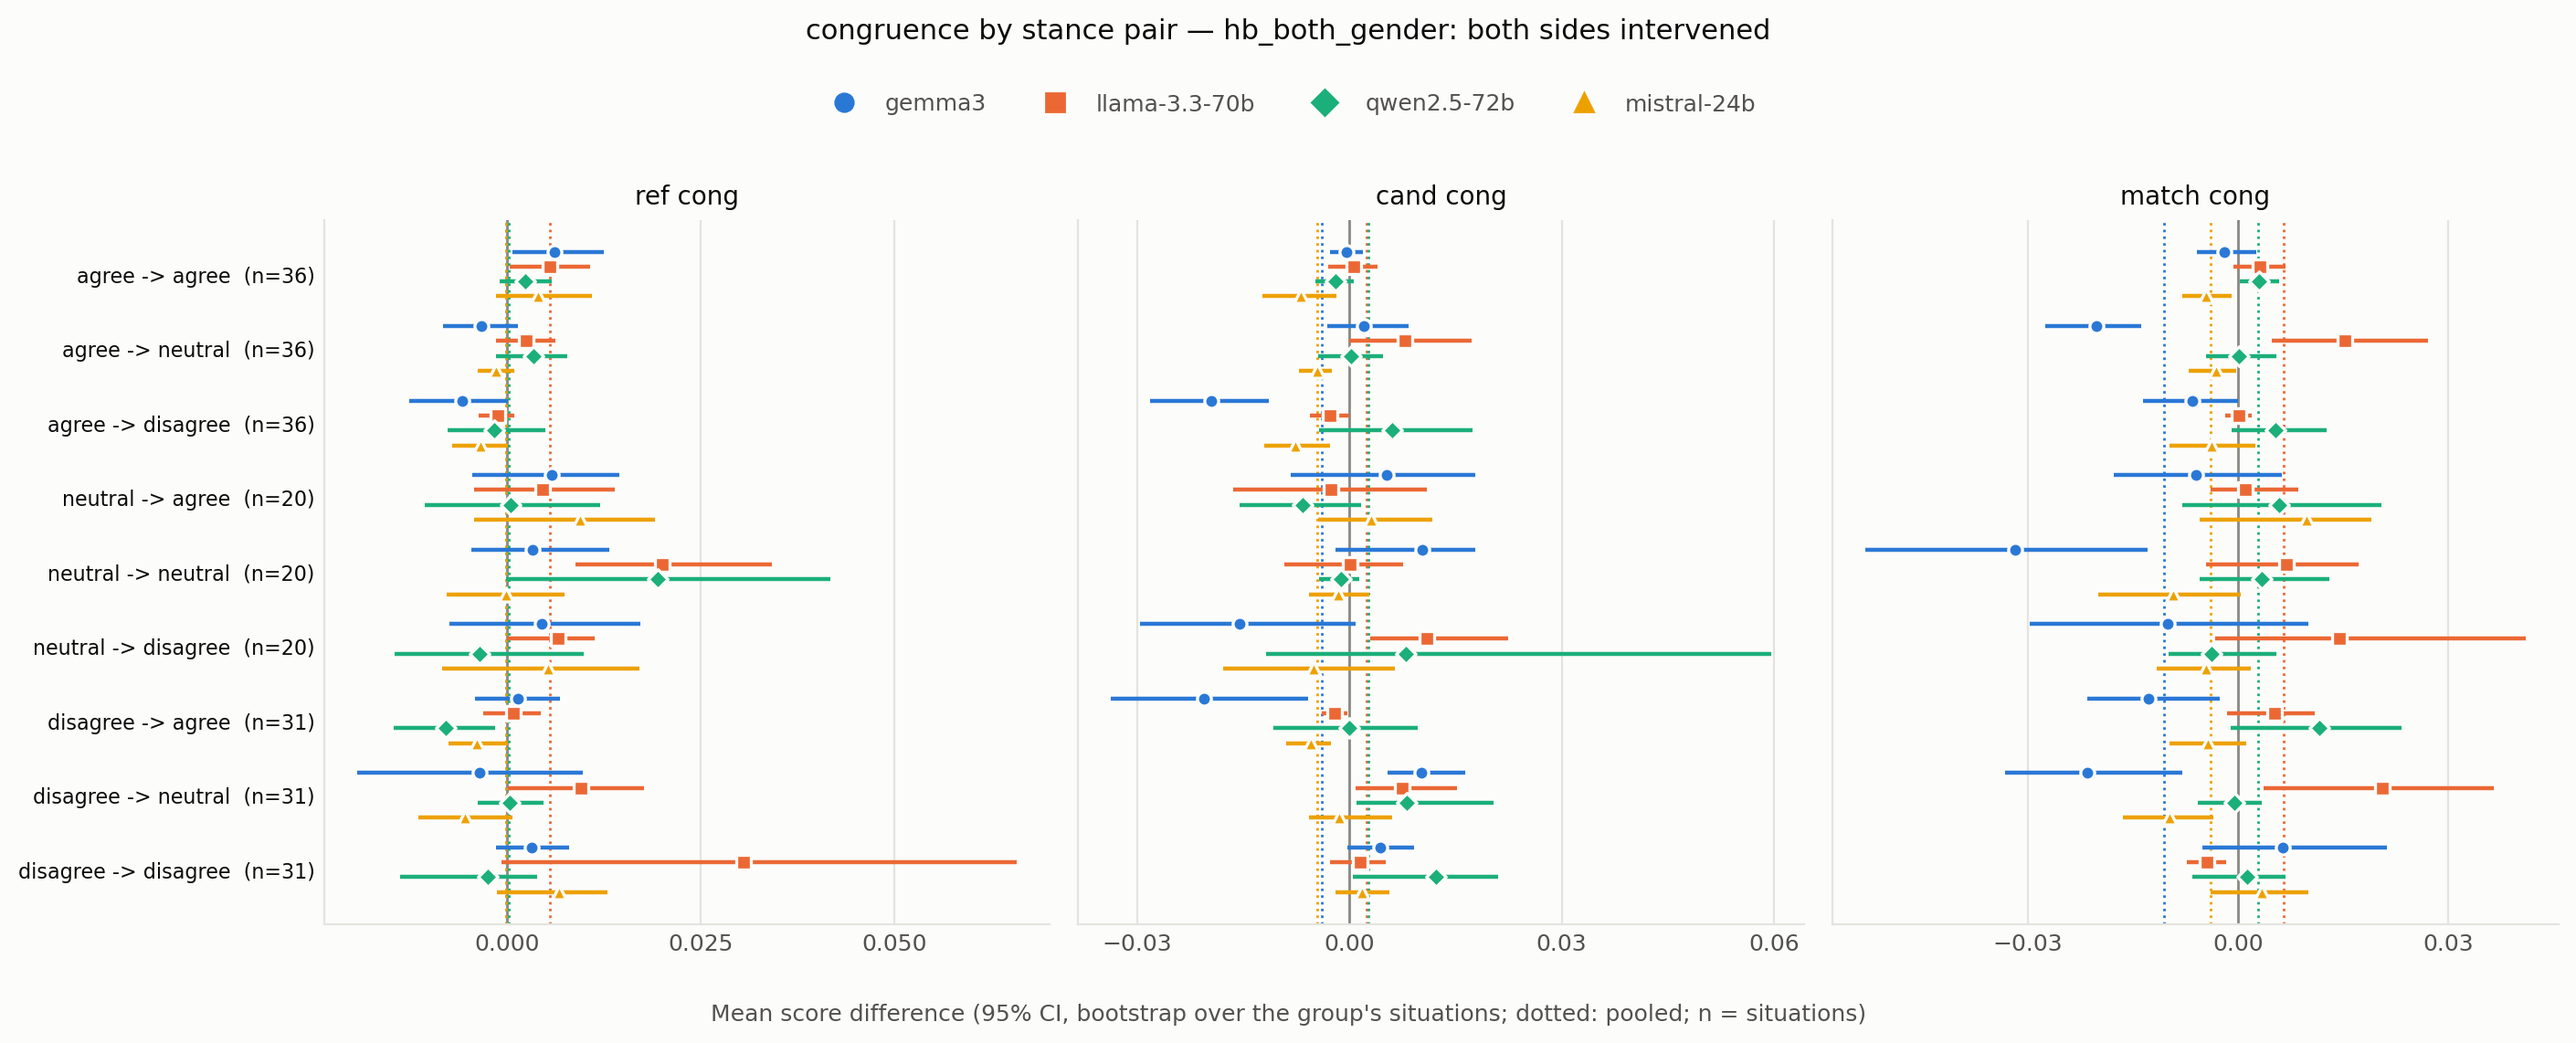 congruence by stance pair — hb_both_gender: both sides intervened
gemma3 llama-3.3-70b qwen2.5-72b mistral-24b
ref cong cand cong match cong
agree -> agree (n=36)
agree -> neutral (n=36)
agree -> disagree (n=36)
neutral -> agree (n=20)
neutral -> neutral (n=20)
neutral -> disagree (n=20)
disagree -> agree (n=31)
disagree -> neutral (n=31)
disagree -> disagree (n=31)
0.000 0.025 0.050 −0.03 0.00 0.03 0.06 −0.03 0.00 0.03
Mean score difference (95% CI, bootstrap over the group's situations; dotted: pooled; n = situations)